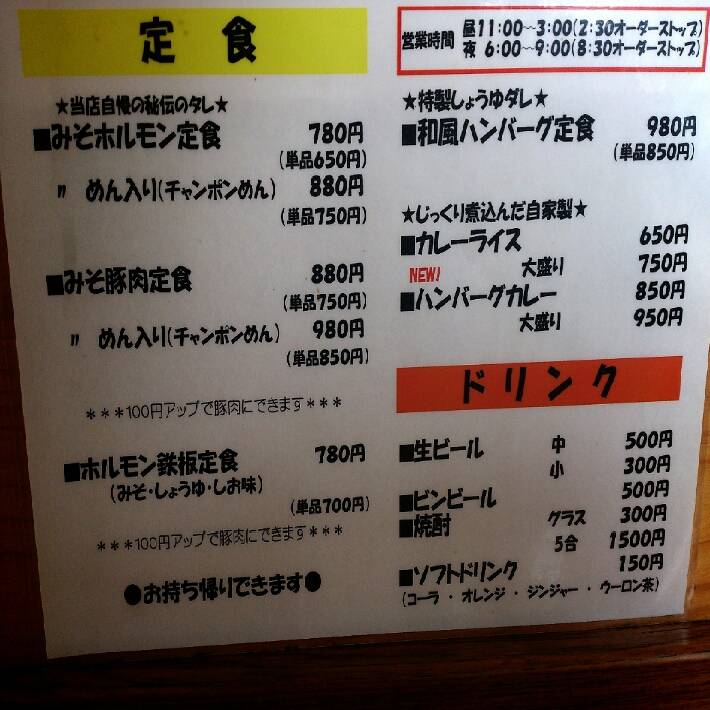 定食
★当店自慢の秘伝のタレ★
■みそホルモン定食 780円
(単品650円)
〃 めん入り(チャンポンめん) 880円
(単品750円)
■みそ豚肉定食 880円
(単品750円)
〃 めん入り(チャンポンめん) 980円
(単品850円)
＊＊＊100円アップで豚肉にできます＊＊＊
■ホルモン鉄板定食 780円
(みそ・しょうゆ・しお味)
(単品700円)
＊＊＊100円アップで豚肉にできます＊＊＊
●お持ち帰りできます●
営業時間 昼11:00~3:00(2:30オーダーストップ)
夜 6:00~9:00(8:30オーダーストップ)
★特製しょうゆダレ★
■和風ハンバーグ定食 980円
(単品850円)
★じっくり煮込んだ自家製★
■カレーライス 650円
大盛り 750円
NEW!
■ハンバーグカレー 850円
大盛り 950円
ドリンク
■生ビール 中 500円
小 300円
■ビンビール 500円
■焼酎 グラス 300円
5合 1500円
■ソフトドリンク 150円
(コーラ・オレンジ・ジンジャー・ウーロン茶)